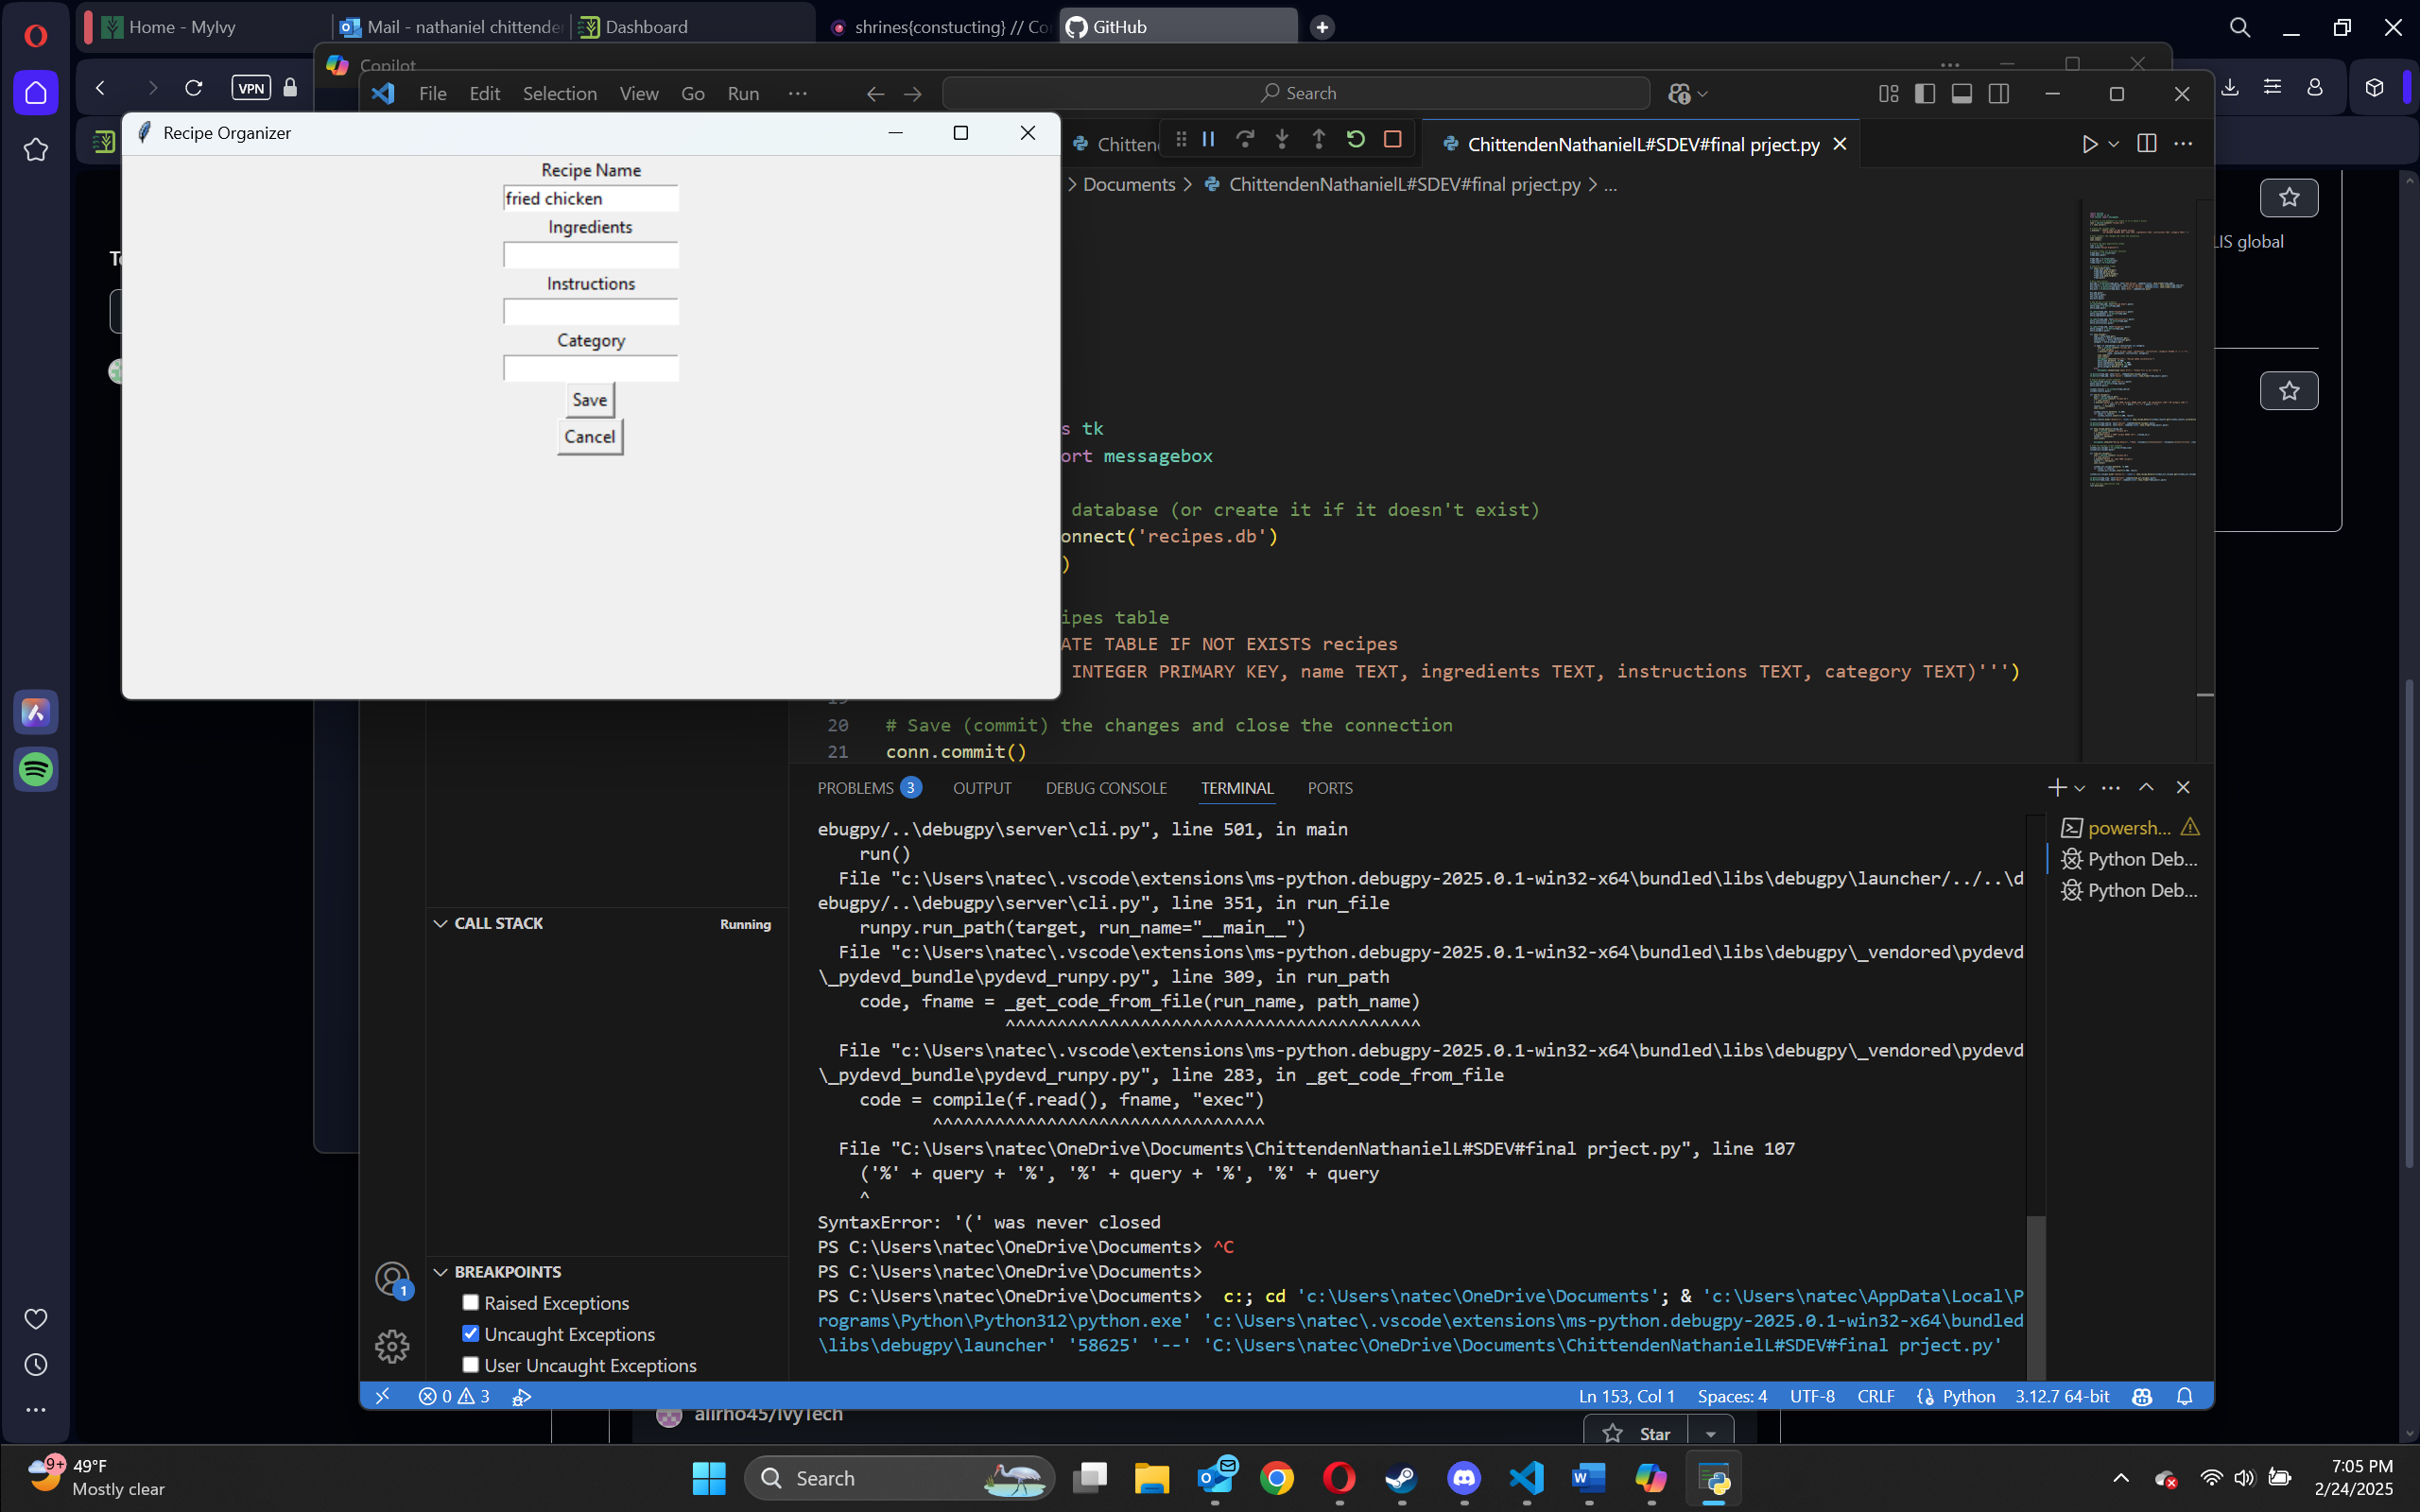 Home - MyIvy
Mail - nathaniel chittende
Dashboard
shrines{constucting} // Co
GitHub
VPN
Copilot
File Edit Selection View Go Run ···
Search
Recipe Organizer
Recipe Name
fried chicken
Ingredients
Instructions
Category
Save
Cancel
Chittend
ChittendenNathanielL#SDEV#final prject.py
> Documents > ChittendenNathanielL#SDEV#final prject.py > ...
LIS global
s tk
ort messagebox
database (or create it if it doesn't exist)
onnect('recipes.db')
)
ipes table
ATE TABLE IF NOT EXISTS recipes
INTEGER PRIMARY KEY, name TEXT, ingredients TEXT, instructions TEXT, category TEXT)''')
19
20 # Save (commit) the changes and close the connection
21 conn.commit()
PROBLEMS 3 OUTPUT DEBUG CONSOLE TERMINAL PORTS
ebugpy/..\debugpy\server\cli.py", line 501, in main
run()
File "c:\Users\natec\.vscode\extensions\ms-python.debugpy-2025.0.1-win32-x64\bundled\libs\debugpy\launcher/../..\d
ebugpy/..\debugpy\server\cli.py", line 351, in run_file
runpy.run_path(target, run_name="__main__")
File "c:\Users\natec\.vscode\extensions\ms-python.debugpy-2025.0.1-win32-x64\bundled\libs\debugpy\_vendored\pydevd
\_pydevd_bundle\pydevd_runpy.py", line 309, in run_path
code, fname = _get_code_from_file(run_name, path_name)
^^^^^^^^^^^^^^^^^^^^^^^^^^^^^^^^^^^^^^^^
File "c:\Users\natec\.vscode\extensions\ms-python.debugpy-2025.0.1-win32-x64\bundled\libs\debugpy\_vendored\pydevd
\_pydevd_bundle\pydevd_runpy.py", line 283, in _get_code_from_file
code = compile(f.read(), fname, "exec")
^^^^^^^^^^^^^^^^^^^^^^^^^^^^^^^^
File "C:\Users\natec\OneDrive\Documents\ChittendenNathanielL#SDEV#final prject.py", line 107
('%' + query + '%', '%' + query + '%', '%' + query
^
SyntaxError: '(' was never closed
PS C:\Users\natec\OneDrive\Documents> ^C
PS C:\Users\natec\OneDrive\Documents>
PS C:\Users\natec\OneDrive\Documents>  c:; cd 'c:\Users\natec\OneDrive\Documents'; & 'c:\Users\natec\AppData\Local\P
rograms\Python\Python312\python.exe' 'c:\Users\natec\.vscode\extensions\ms-python.debugpy-2025.0.1-win32-x64\bundled
\libs\debugpy\launcher' '58625' '--' 'C:\Users\natec\OneDrive\Documents\ChittendenNathanielL#SDEV#final prject.py'
powersh...
Python Deb...
Python Deb...
CALL STACK Running
BREAKPOINTS
Raised Exceptions
Uncaught Exceptions
User Uncaught Exceptions
1
0 3
Ln 153, Col 1 Spaces: 4 UTF-8 CRLF Python 3.12.7 64-bit
alirho45/IvyTech
Star
9+
49°F
Mostly clear
Search
7:05 PM
2/24/2025